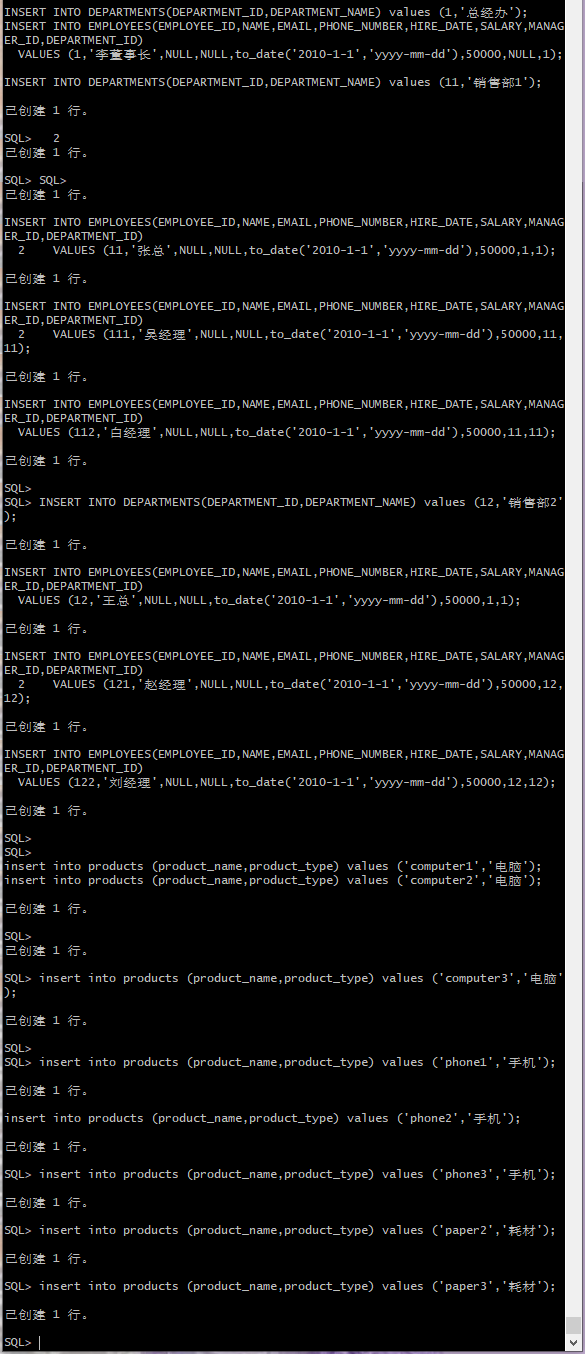 INSERT INTO DEPARTMENTS(DEPARTMENT_ID,DEPARTMENT_NAME) values (1,'总经办');
INSERT INTO EMPLOYEES(EMPLOYEE_ID,NAME,EMAIL,PHONE_NUMBER,HIRE_DATE,SALARY,MANAG
ER_ID,DEPARTMENT_ID)
  VALUES (1,'李董事长',NULL,NULL,to_date('2010-1-1','yyyy-mm-dd'),50000,NULL,1);
INSERT INTO DEPARTMENTS(DEPARTMENT_ID,DEPARTMENT_NAME) values (11,'销售部1');
已创建 1 行。
SQL>   2
已创建 1 行。
SQL> SQL>
已创建 1 行。
INSERT INTO EMPLOYEES(EMPLOYEE_ID,NAME,EMAIL,PHONE_NUMBER,HIRE_DATE,SALARY,MANAG
ER_ID,DEPARTMENT_ID)
  2    VALUES (11,'张总',NULL,NULL,to_date('2010-1-1','yyyy-mm-dd'),50000,1,1);
已创建 1 行。
INSERT INTO EMPLOYEES(EMPLOYEE_ID,NAME,EMAIL,PHONE_NUMBER,HIRE_DATE,SALARY,MANAG
ER_ID,DEPARTMENT_ID)
  2    VALUES (111,'吴经理',NULL,NULL,to_date('2010-1-1','yyyy-mm-dd'),50000,11,
11);
已创建 1 行。
INSERT INTO EMPLOYEES(EMPLOYEE_ID,NAME,EMAIL,PHONE_NUMBER,HIRE_DATE,SALARY,MANAG
ER_ID,DEPARTMENT_ID)
  VALUES (112,'白经理',NULL,NULL,to_date('2010-1-1','yyyy-mm-dd'),50000,11,11);
已创建 1 行。
SQL>
SQL> INSERT INTO DEPARTMENTS(DEPARTMENT_ID,DEPARTMENT_NAME) values (12,'销售部2'
);
已创建 1 行。
INSERT INTO EMPLOYEES(EMPLOYEE_ID,NAME,EMAIL,PHONE_NUMBER,HIRE_DATE,SALARY,MANAG
ER_ID,DEPARTMENT_ID)
  VALUES (12,'王总',NULL,NULL,to_date('2010-1-1','yyyy-mm-dd'),50000,1,1);
已创建 1 行。
INSERT INTO EMPLOYEES(EMPLOYEE_ID,NAME,EMAIL,PHONE_NUMBER,HIRE_DATE,SALARY,MANAG
ER_ID,DEPARTMENT_ID)
  2    VALUES (121,'赵经理',NULL,NULL,to_date('2010-1-1','yyyy-mm-dd'),50000,12,
12);
已创建 1 行。
INSERT INTO EMPLOYEES(EMPLOYEE_ID,NAME,EMAIL,PHONE_NUMBER,HIRE_DATE,SALARY,MANAG
ER_ID,DEPARTMENT_ID)
  VALUES (122,'刘经理',NULL,NULL,to_date('2010-1-1','yyyy-mm-dd'),50000,12,12);
已创建 1 行。
SQL>
SQL>
insert into products (product_name,product_type) values ('computer1','电脑');
insert into products (product_name,product_type) values ('computer2','电脑');
已创建 1 行。
SQL>
已创建 1 行。
SQL> insert into products (product_name,product_type) values ('computer3','电脑'
);
已创建 1 行。
SQL>
SQL> insert into products (product_name,product_type) values ('phone1','手机');
已创建 1 行。
insert into products (product_name,product_type) values ('phone2','手机');
已创建 1 行。
SQL> insert into products (product_name,product_type) values ('phone3','手机');
已创建 1 行。
SQL> insert into products (product_name,product_type) values ('paper2','耗材');
已创建 1 行。
SQL> insert into products (product_name,product_type) values ('paper3','耗材');
已创建 1 行。
SQL>